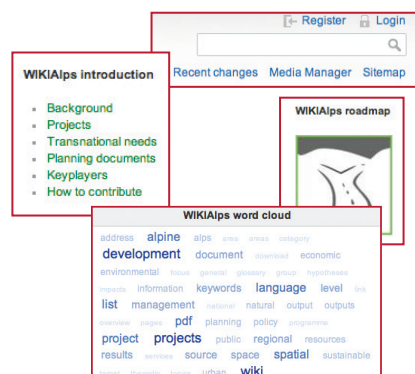 Register Login
Recent changes Media Manager Sitemap
WIKIAlps introduction
Background
Projects
Transnational needs
Planning documents
Keyplayers
How to contribute
WIKIAlps roadmap
WIKIAlps word cloud
address alpine alps area areas category
development document download economic
environmental focus general glossary group hypotheses
impacts information keywords language level link
list management national natural output outputs
overview pages pdf planning policy programme
project projects public regional resources
results services source space spatial sustainable
urban wiki